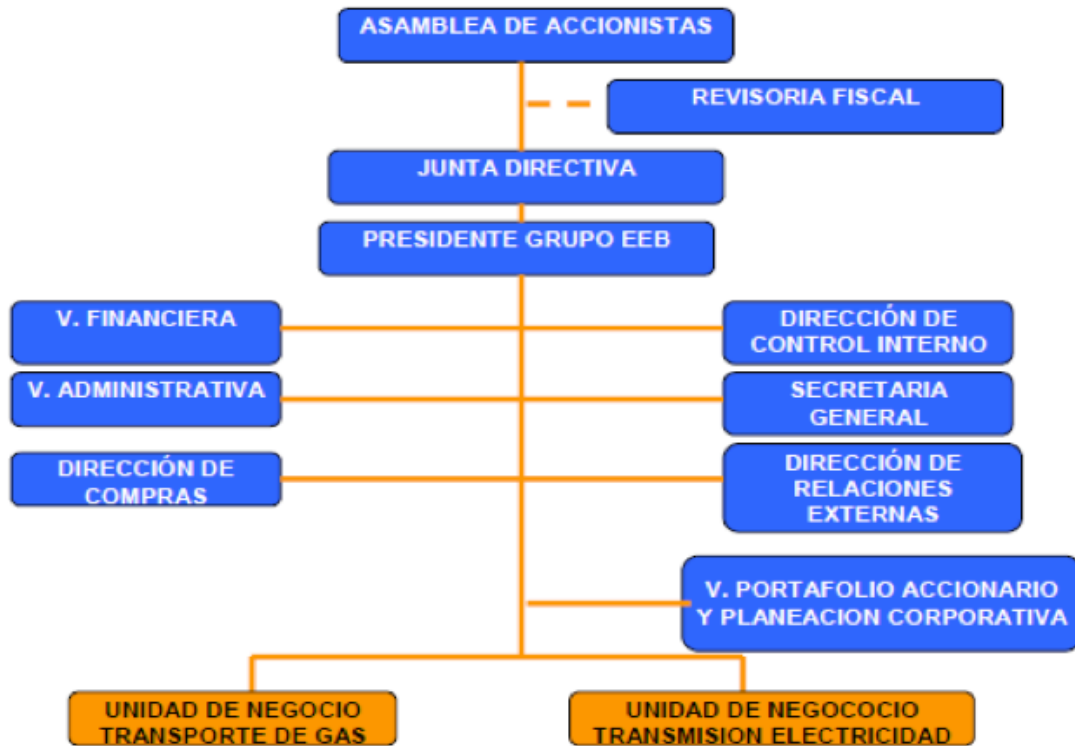 ASAMBLEA DE ACCIONISTAS
REVISORIA FISCAL
JUNTA DIRECTIVA
PRESIDENTE GRUPO EEB
V. FINANCIERA
DIRECCIÓN DE
CONTROL INTERNO
V. ADMINISTRATIVA
SECRETARIA
GENERAL
DIRECCIÓN DE
COMPRAS
DIRECCIÓN DE
RELACIONES
EXTERNAS
V. PORTAFOLIO ACCIONARIO
Y PLANEACION CORPORATIVA
UNIDAD DE NEGOCIO
TRANSPORTE DE GAS
UNIDAD DE NEGOCOCIO
TRANSMISION ELECTRICIDAD